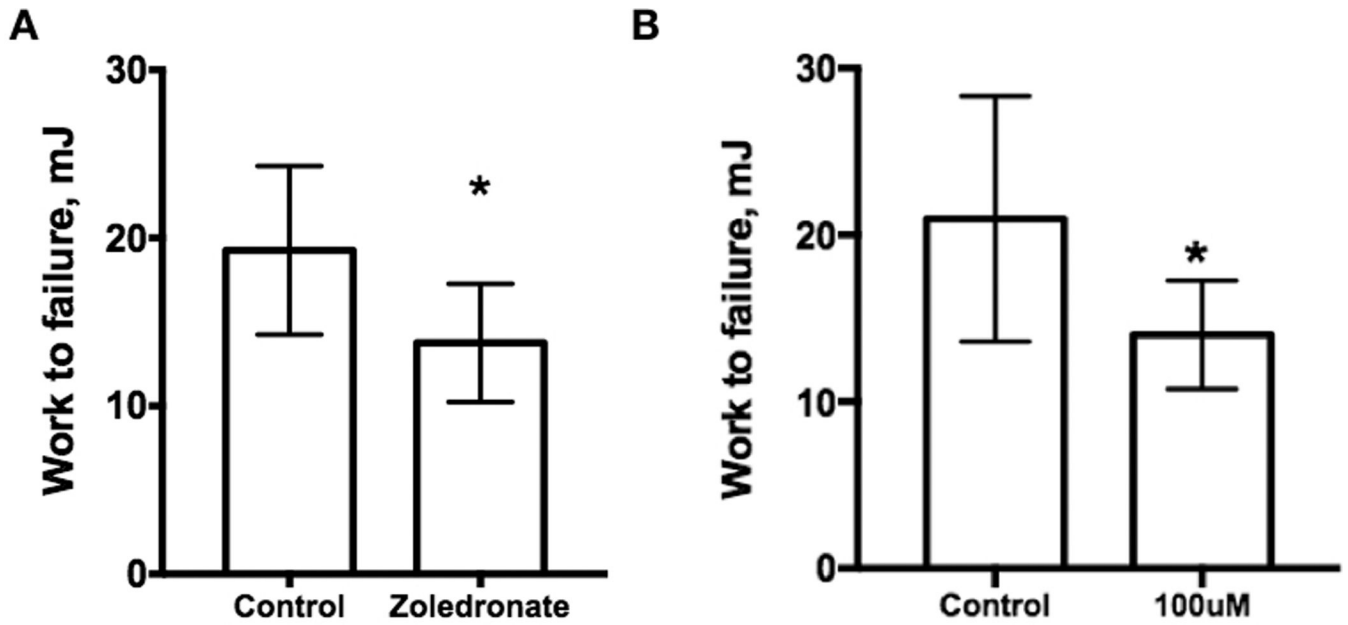 A
Work to failure, mJ
30
20
10
0
*
Control Zoledronate
B
Work to failure, mJ
30
20
10
0
*
Control 100uM